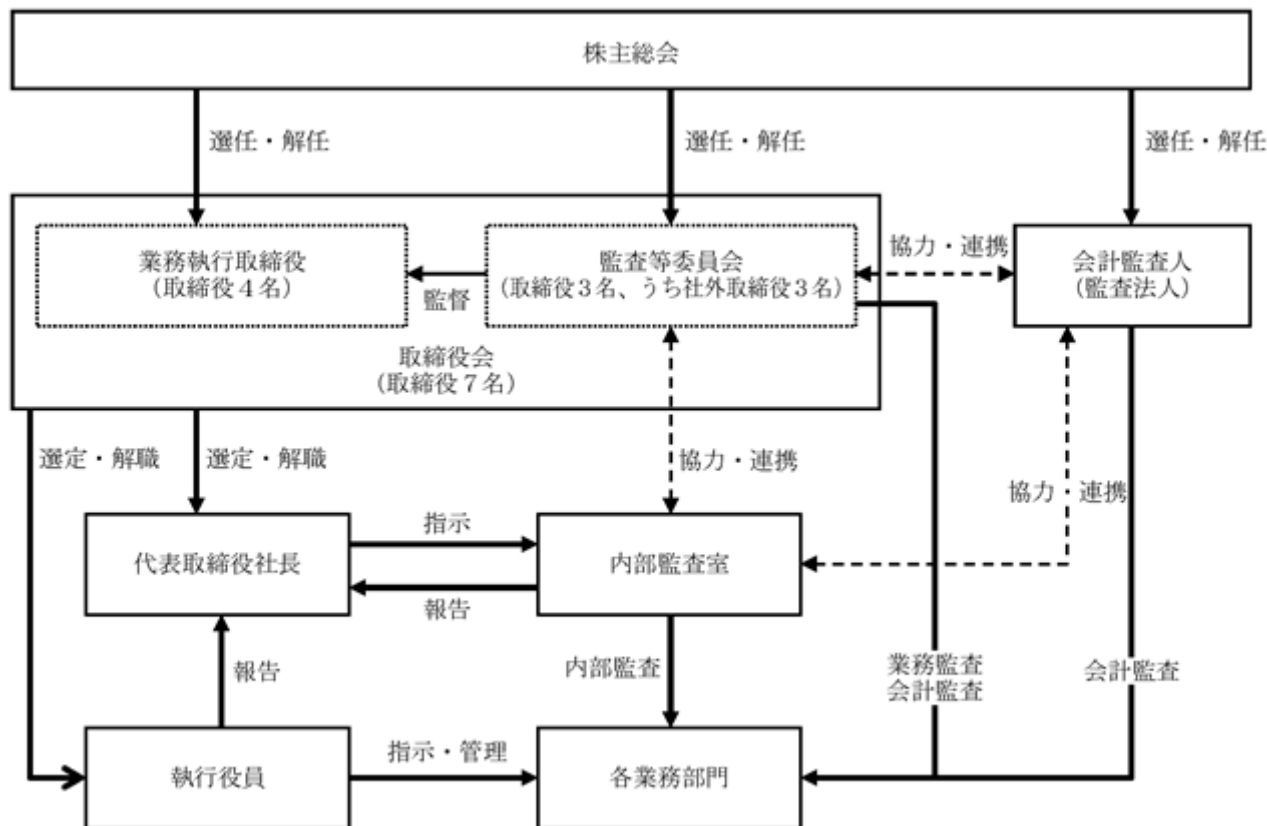 株主総会
選任・解任
選任・解任
選任・解任
業務執行取締役
（取締役４名）
監督
監査等委員会
（取締役３名、うち社外取締役３名）
協力・連携
会計監査人
（監査法人）
取締役会
（取締役７名）
選定・解職
選定・解職
協力・連携
協力・連携
代表取締役社長
指示
報告
内部監査室
報告
内部監査
業務監査
会計監査
会計監査
執行役員
指示・管理
各業務部門